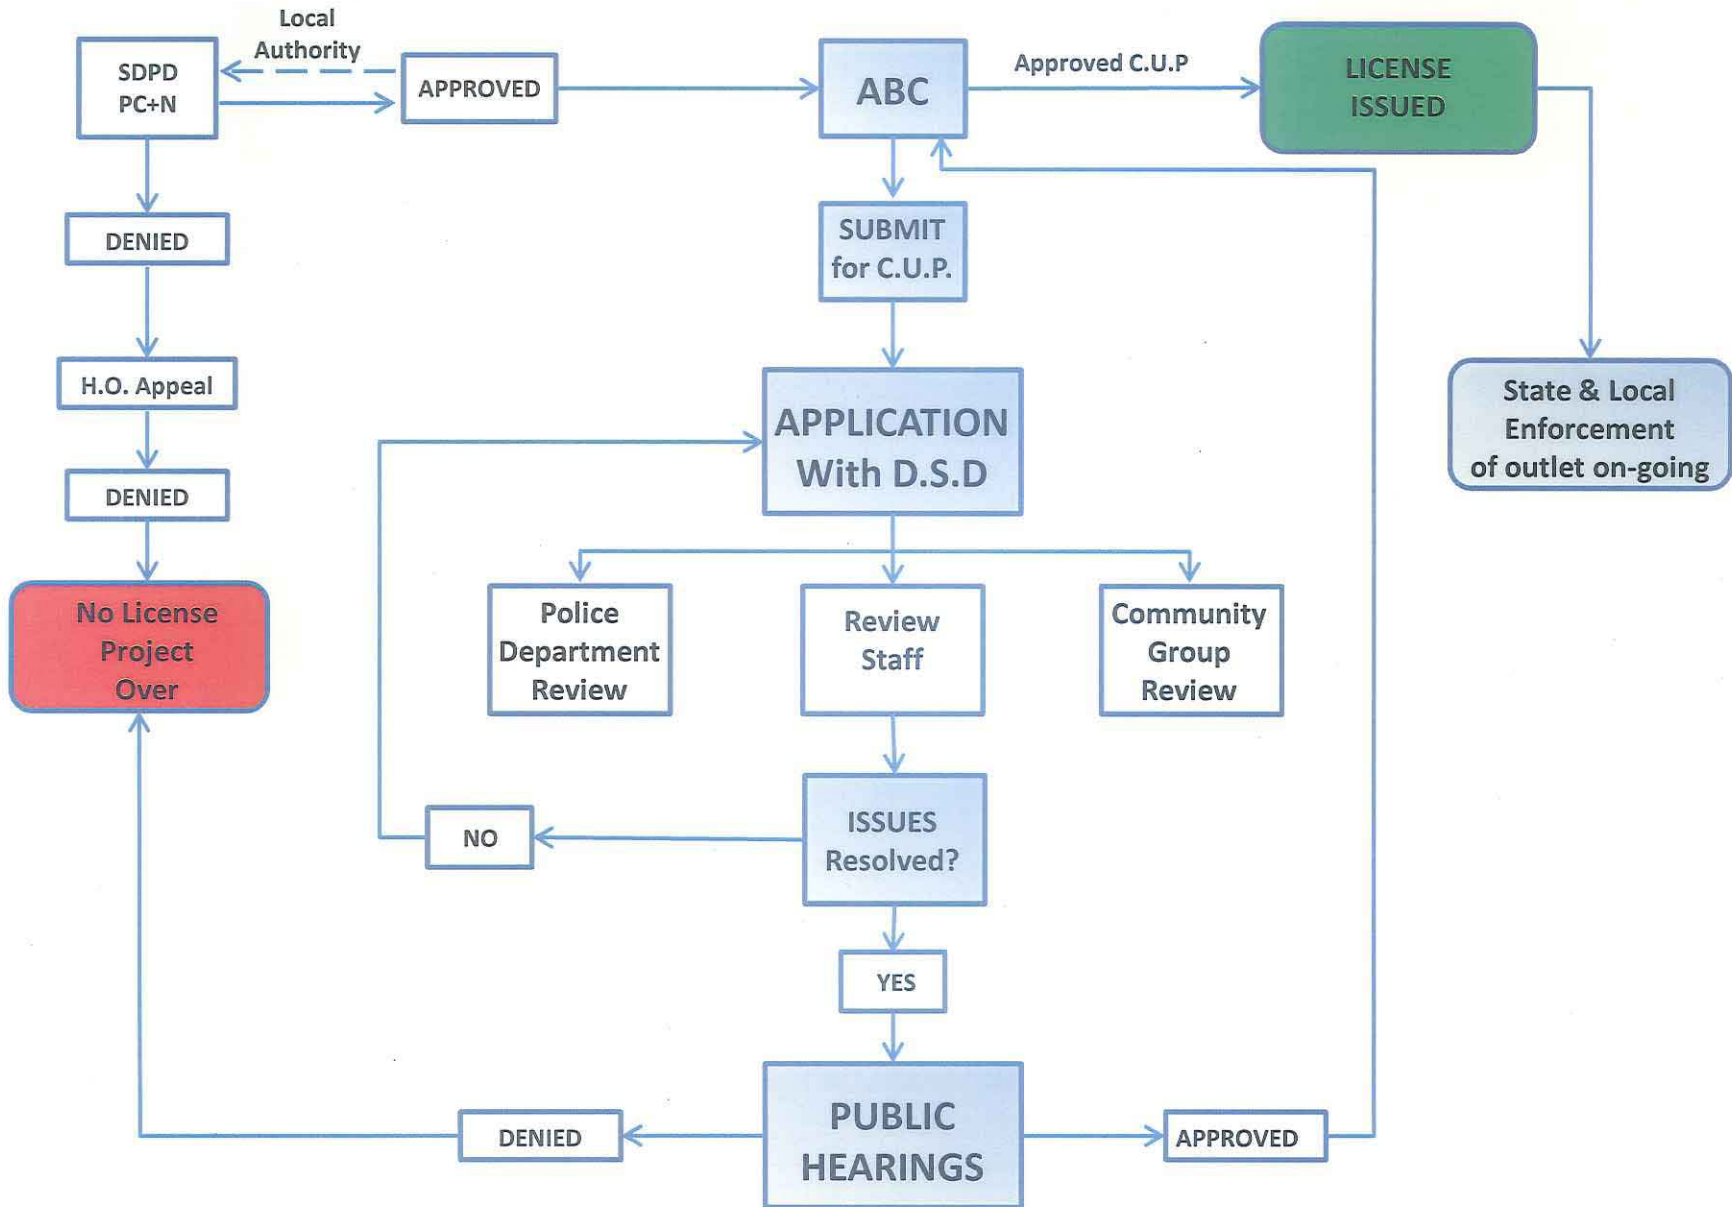 Local
Authority
SDPD
PC+N
APPROVED
ABC
Approved C.U.P
LICENSE
ISSUED
DENIED
SUBMIT
for C.U.P.
H.O. Appeal
APPLICATION
With D.S.D
State & Local
Enforcement
of outlet on-going
DENIED
No License
Project
Over
Police
Department
Review
Review
Staff
Community
Group
Review
NO
ISSUES
Resolved?
YES
DENIED
PUBLIC
HEARINGS
APPROVED